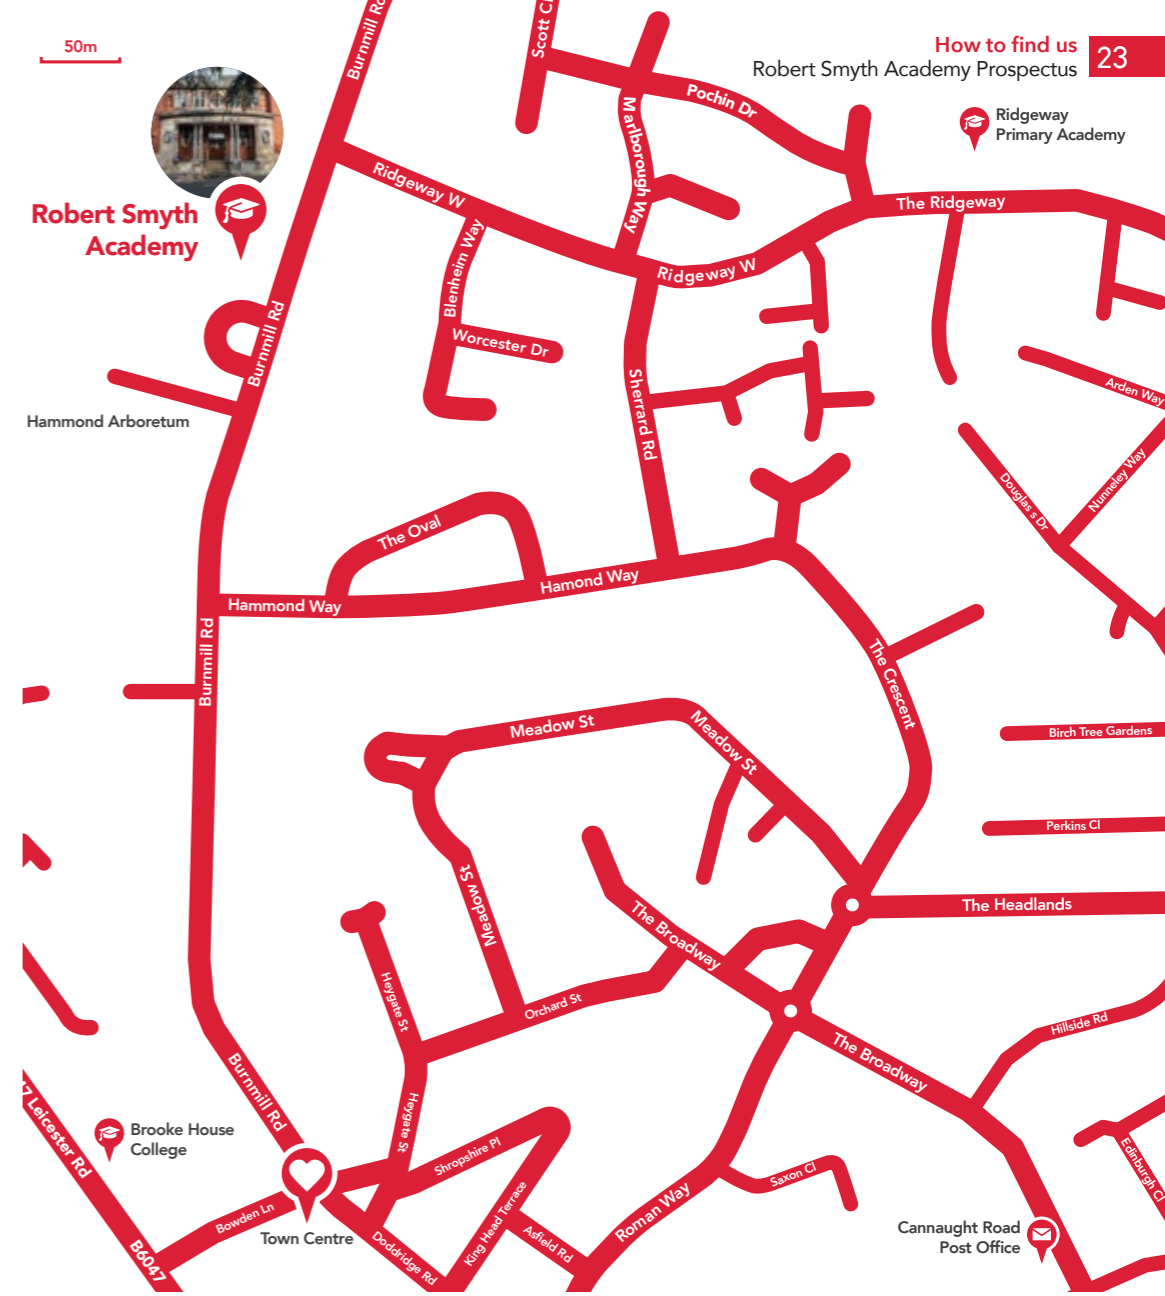 50m
How to find us
Robert Smyth Academy Prospectus
23
Burnmill Rd
Scott Cl
Pochin Dr
Marlborough Way
Ridgeway
Primary Academy
Ridgeway W
The Ridgeway
Robert Smyth
Academy
Blenheim Way
Ridgeway W
Burnmill Rd
Worcester Dr
Sherrard Rd
Arden Way
Hammond Arboretum
Nunneley Way
Douglas s Dr
The Oval
Hamond Way
Hammond Way
Burnmill Rd
The Crescent
Meadow St
Meadow St
Birch Tree Gardens
Perkins Cl
Meadow St
The Headlands
The Broadway
Heygate St
Orchard St
Hillside Rd
The Broadway
Burnmill Rd
47 Leicester Rd
Brooke House
College
Heygate St
Shropshire Pl
Edinburgh Cl
Saxon Cl
Bowden Ln
Town Centre
King Head Terrace
Roman Way
Cannaught Road
Post Office
B6047
Doddridge Rd
Asfield Rd